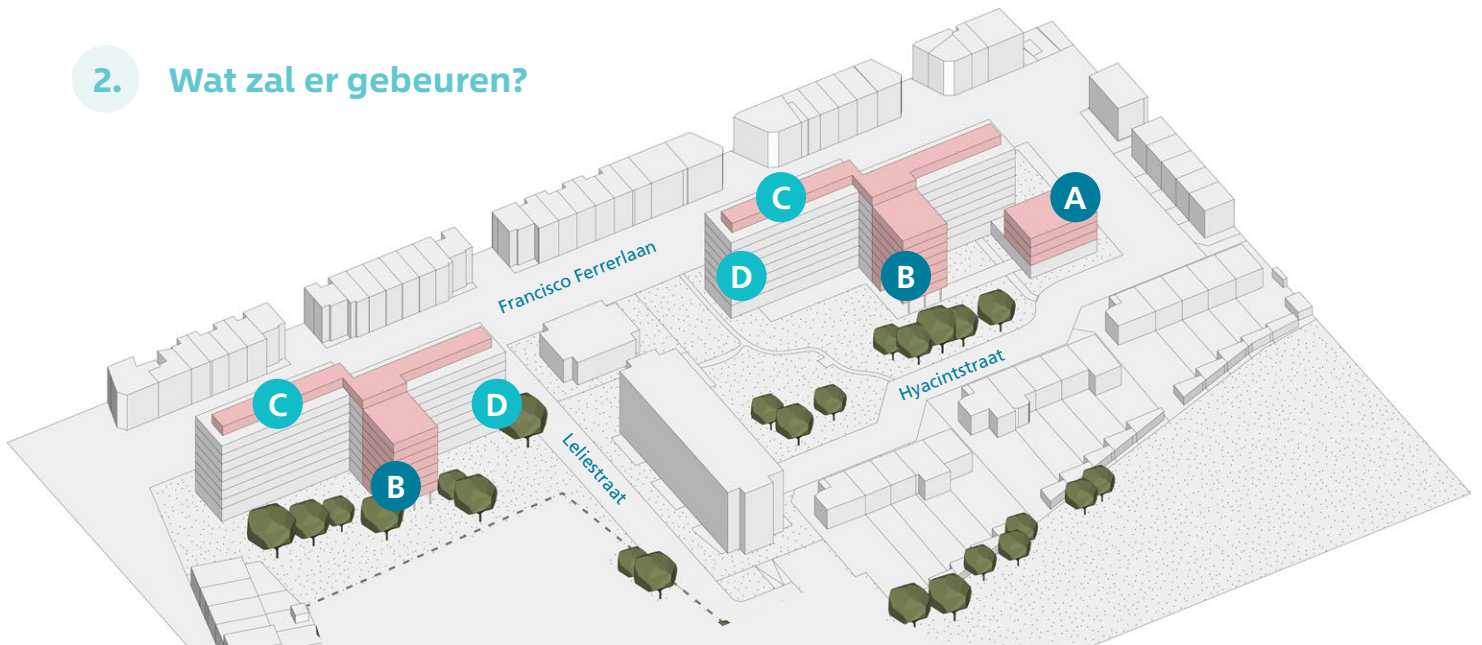 2. Wat zal er gebeuren?
C
A
D
B
Francisco Ferrerlaan
Hyacintstraat
C
D
Leliestraat
B